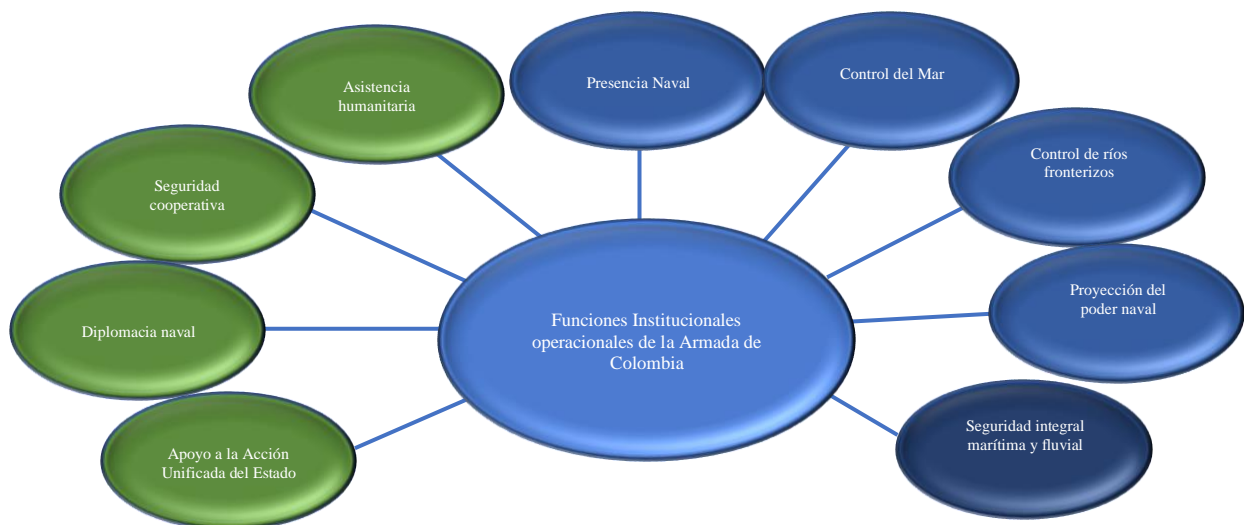 Asistencia
humanitaria
Presencia Naval
Control del Mar
Seguridad
cooperativa
Control de ríos
fronterizos
Diplomacia naval
Funciones Institucionales
operacionales de la Armada de
Colombia
Proyección del
poder naval
Apoyo a la Acción
Unificada del Estado
Seguridad integral
marítima y fluvial